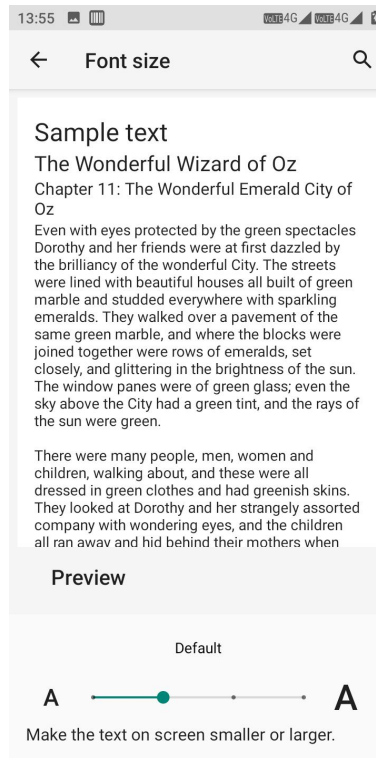 13:55 VoLTE 4G VoLTE 4G
Font size
Sample text
The Wonderful Wizard of Oz
Chapter 11: The Wonderful Emerald City of
Oz
Even with eyes protected by the green spectacles
Dorothy and her friends were at first dazzled by
the brilliancy of the wonderful City. The streets
were lined with beautiful houses all built of green
marble and studded everywhere with sparkling
emeralds. They walked over a pavement of the
same green marble, and where the blocks were
joined together were rows of emeralds, set
closely, and glittering in the brightness of the sun.
The window panes were of green glass; even the
sky above the City had a green tint, and the rays of
the sun were green.
There were many people, men, women and
children, walking about, and these were all
dressed in green clothes and had greenish skins.
They looked at Dorothy and her strangely assorted
company with wondering eyes, and the children
all ran away and hid behind their mothers when
Preview
Default
A A
Make the text on screen smaller or larger.